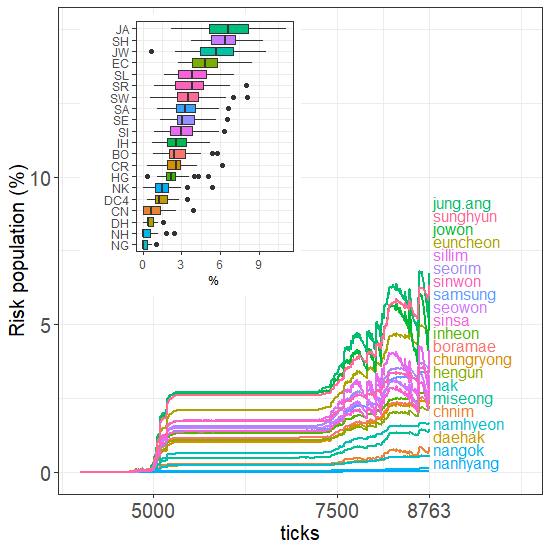 Risk population (%)
10
5
0
JA
SH
JW
EC
SL
SR
SW
SA
SE
SI
IH
BO
CR
HG
NK
DC4
CN
DH
NH
NG
0 3 6 9
%
jung.ang
sunghyun
jowon
euncheon
sillim
seorim
sinwon
samsung
seowon
sinsa
inheon
boramae
chungryong
hengun
nak
miseong
chnim
namhyeon
daehak
nangok
nanhyang
5000 7500 8763
ticks